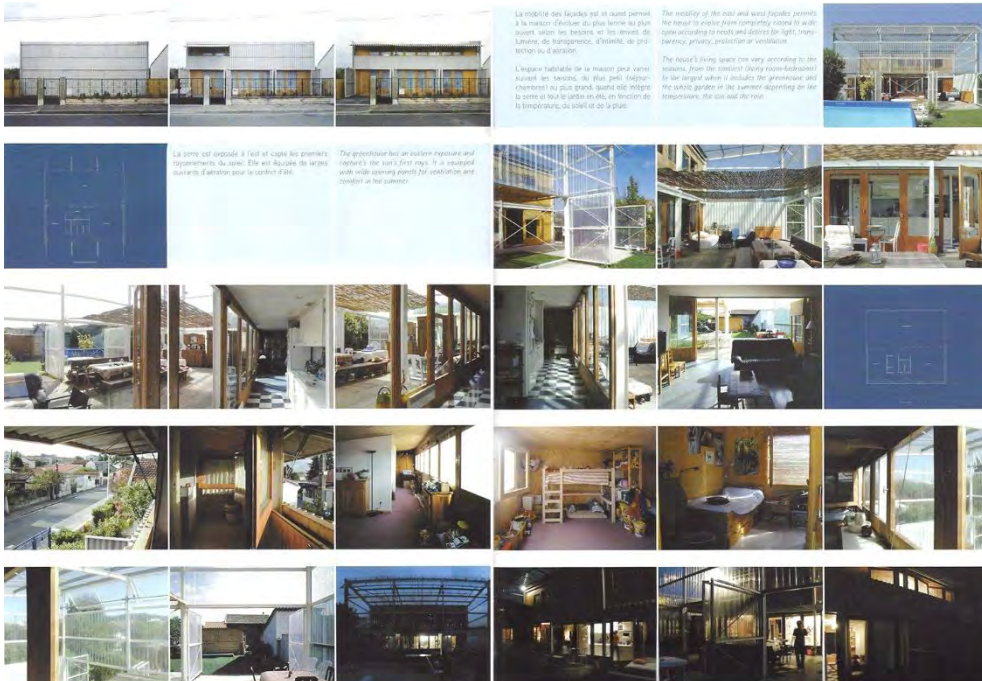 La mobilité des façades est et ouest permet
à la maison d'évoluer du plus fermé au plus
ouvert selon les besoins et les envies de
lumière, de transparence, d'intimité, de pro-
tection ou d'aération.
L'espace habitable de la maison peut varier
suivant les saisons, du plus petit (séjour-
chambres) au plus grand, quand elle intègre
la serre et tout le jardin en été, en fonction de
la température, du soleil et de la pluie.
The mobility of the east and west façades permits
the house to evolve from completely closed to wide
open according to needs and desires for light, trans-
parency, privacy, protection or ventilation.
The house's living space can vary according to the
seasons, from the smallest (living room-bedrooms)
to the largest when it includes the greenhouse and
the whole garden in the summer depending on the
temperature, the sun and the rain.
La serre est exposée à l'est et capte les premiers
rayonnements du soleil. Elle est équipée de larges
ouvrants d'aération pour le confort d'été.
The greenhouse has an eastern exposure and
capture's the sun's first rays. It is equipped
with wide opening panels for ventilation and
comfort in the summer.